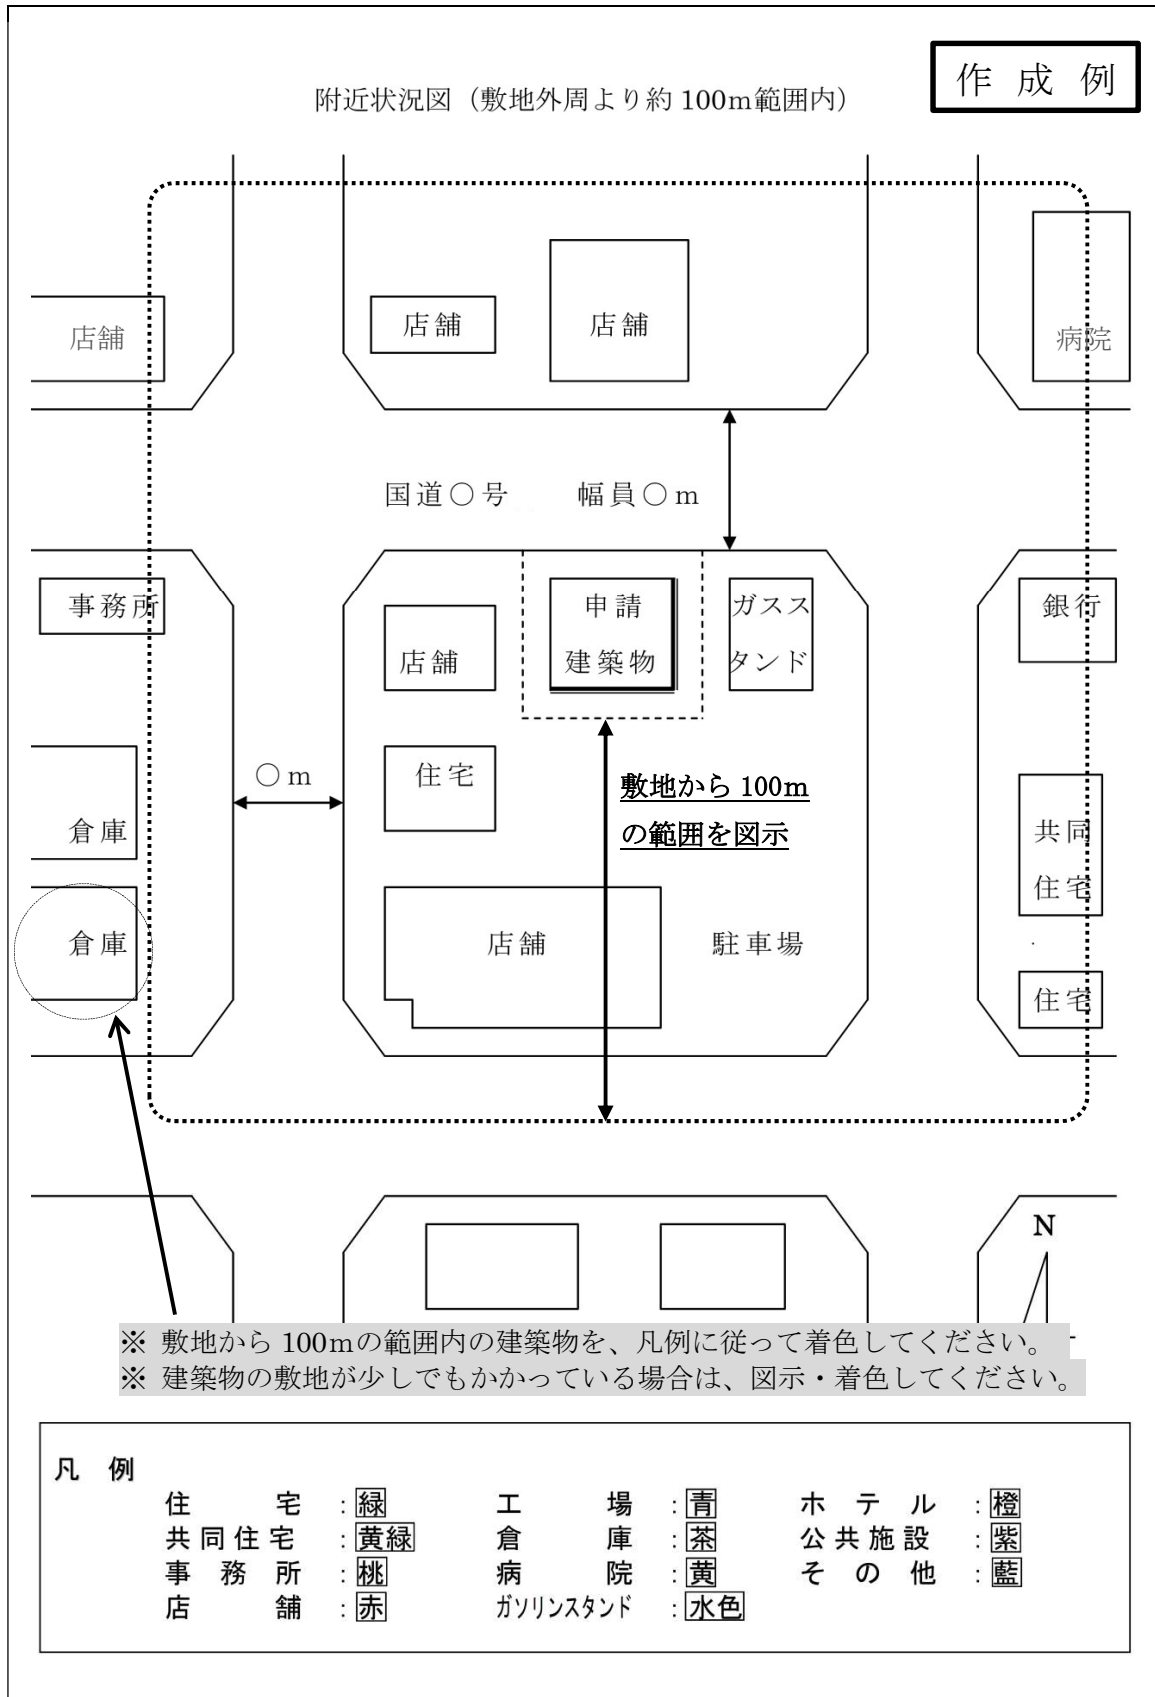 作成例
附近状況図（敷地外周より約 100m範囲内）
店舗
店舗
店舗
病院
国道〇号　幅員〇m
事務所
申請
建築物
ガスス
タンド
店舗
銀行
〇m
住宅
敷地から 100m
の範囲を図示
倉庫
共同
住宅
倉庫
店舗
駐車場
住宅
N
※ 敷地から 100mの範囲内の建築物を、凡例に従って着色してください。
※ 建築物の敷地が少しでもかかっている場合は、図示・着色してください。
凡 例
住宅：緑　工場：青　ホテル：橙
共同住宅：黄緑　倉庫：茶　公共施設：紫
事務所：桃　病院：黄　その他：藍
店舗：赤　ガソリンスタンド：水色